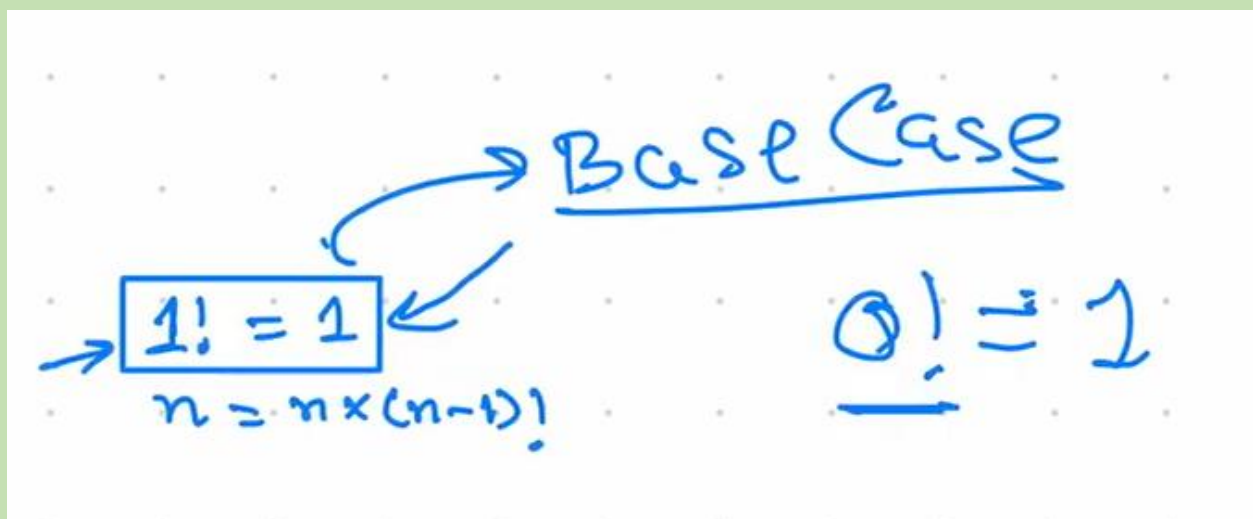 Base Case
1! = 1
0! = 1
n = n×(n-1)!